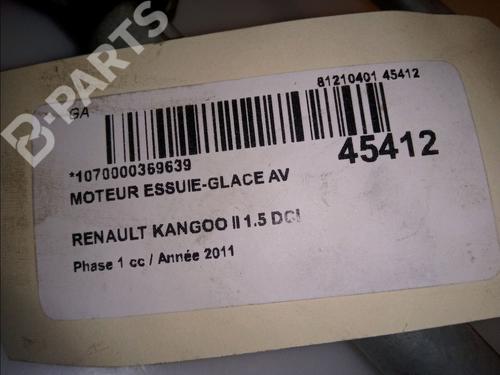 B-PARTS
GA
81210401 45412
*1070000369639
45412
MOTEUR ESSUIE-GLACE AV
RENAULT KANGOO II 1.5 DCI
Phase 1 cc / Année 2011